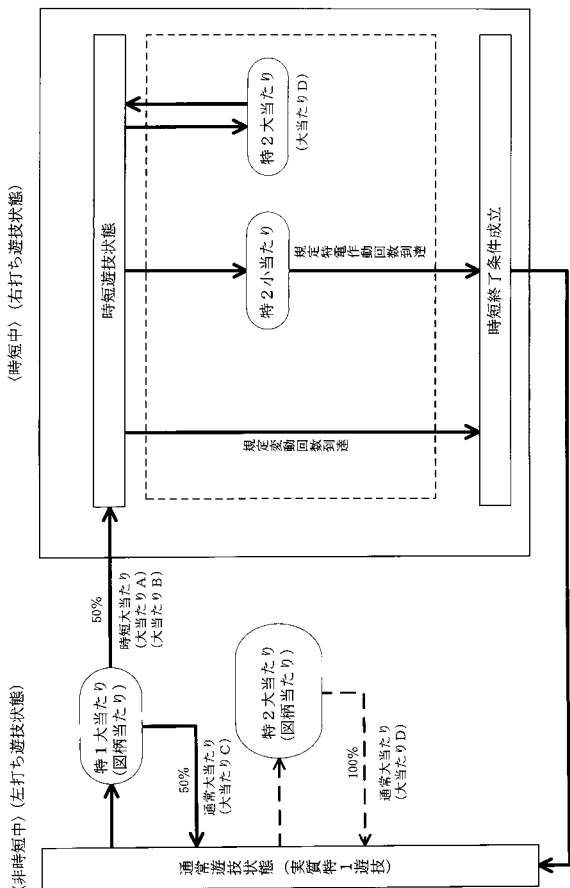 〈非時短中〉(左打ち遊技状態)
通常遊技状態(実質特1遊技)
特1大当たり
(図柄当たり)
50%
時短大当たり
(大当たりA)
(大当たりB)
50%
通常大当たり
(大当たりC)
特2大当たり
(図柄当たり)
100%
通常大当たり
(大当たりD)
〈時短中〉(右打ち遊技状態)
時短遊技状態
規定変動回数到達
特2小当たり
規定特電作動回数到達
特2大当たり
(大当たりD)
時短終了条件成立